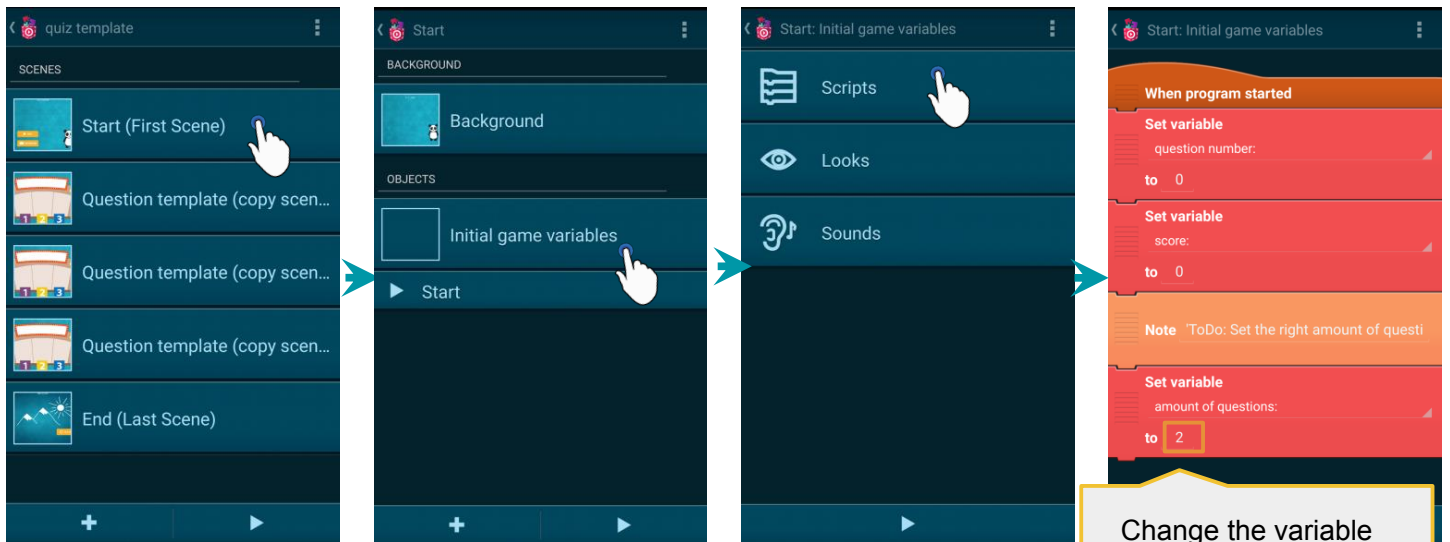 quiz template
SCENES
Start (First Scene)
Question template (copy scen...
Question template (copy scen...
Question template (copy scen...
End (Last Scene)
Start
BACKGROUND
Background
OBJECTS
Initial game variables
Start
Start: Initial game variables
Scripts
Looks
Sounds
Start: Initial game variables
When program started
Set variable
question number:
to 0
Set variable
score:
to 0
Note 'ToDo: Set the right amount of questi
Set variable
amount of questions:
to 2
Change the variable